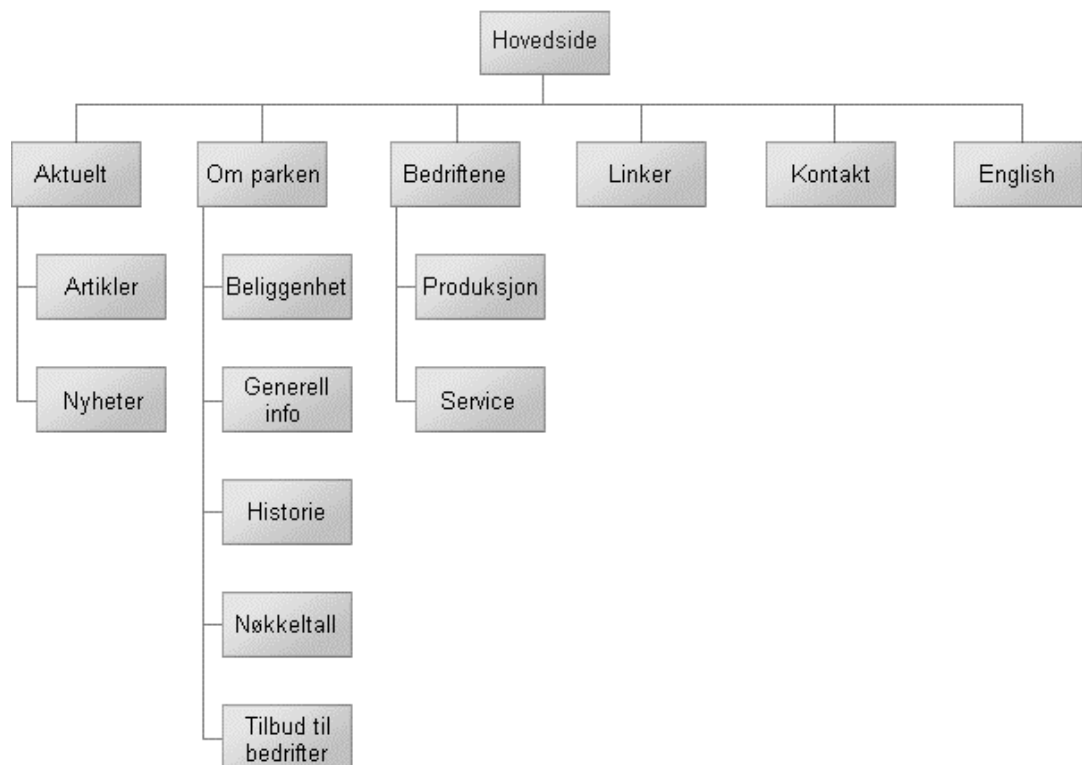 Hovedside
Aktuelt
Om parken
Bedriftene
Linker
Kontakt
English
Artikler
Beliggenhet
Produksjon
Nyheter
Generell
info
Service
Historie
Nøkkeltall
Tilbud til
bedrifter